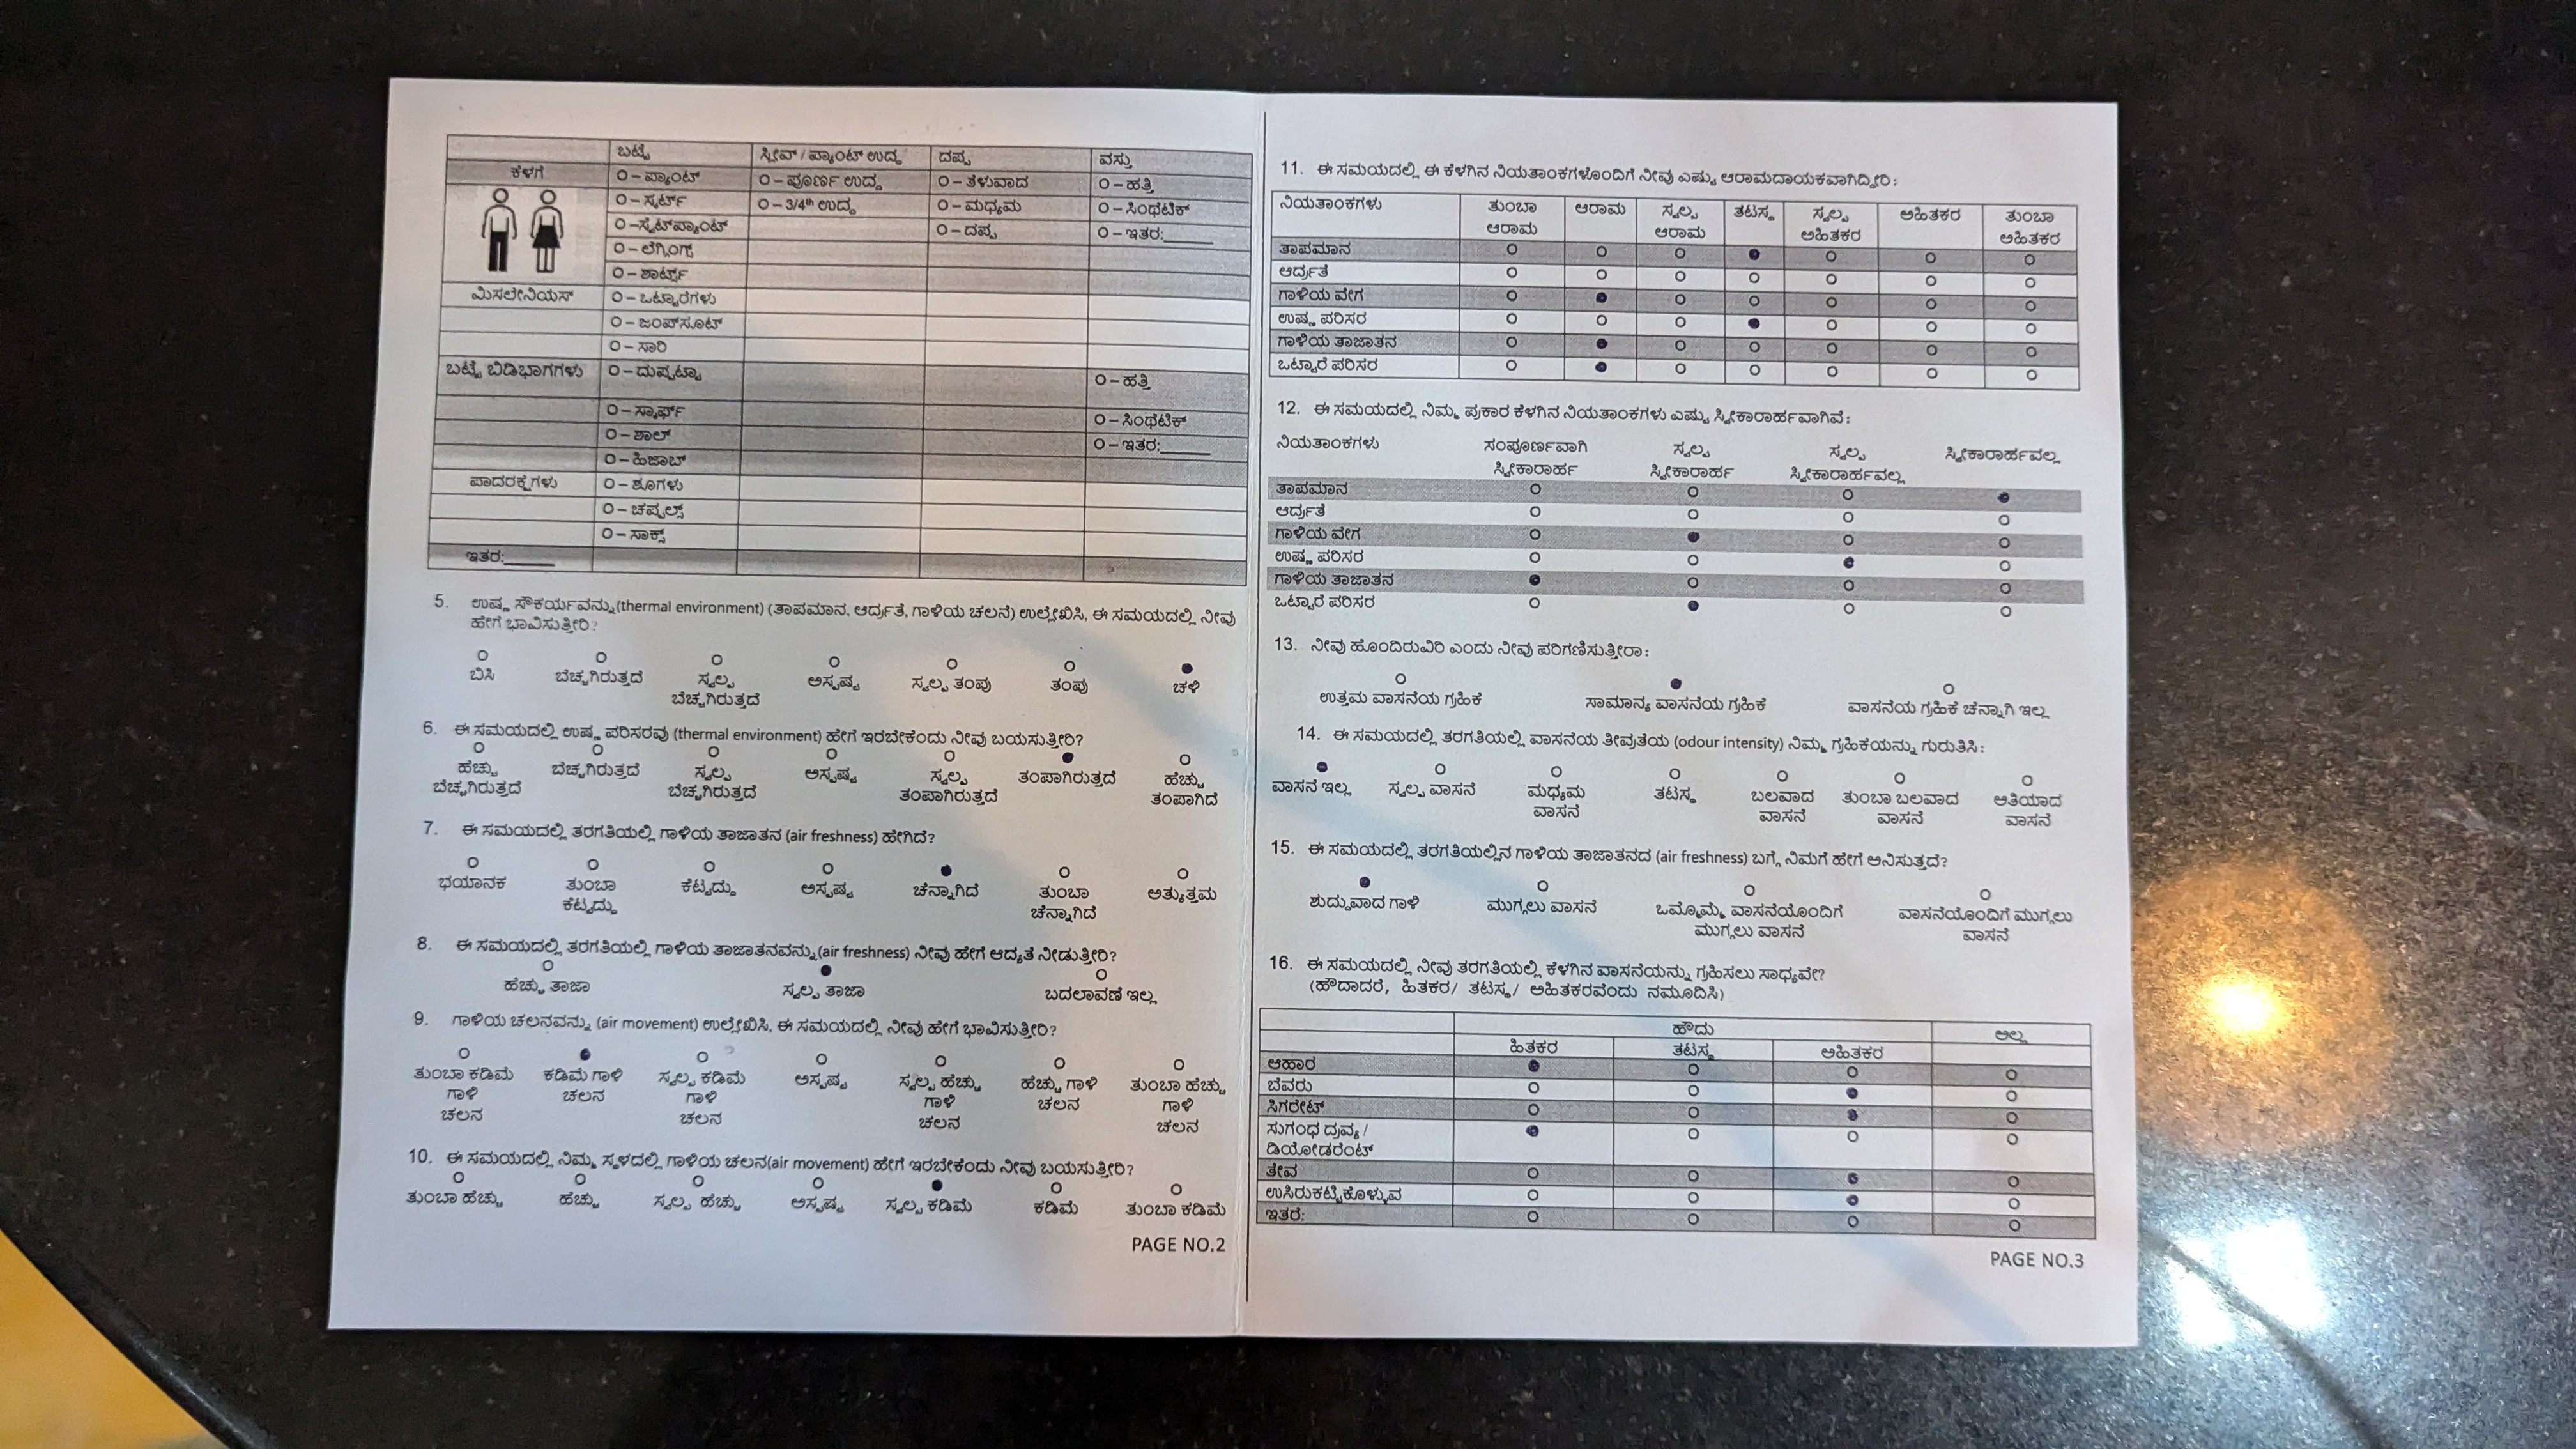 ಬಟ್ಟೆ ಸ್ಲೀವ್ / ಪ್ಯಾಂಟ್ ಉದ್ದ ದಪ್ಪ ವಸ್ತು
ಕೆಳಗೆ O – ಪ್ಯಾಂಟ್ O – ಪೂರ್ಣ ಉದ್ದ O – ತೆಳುವಾದ O – ಹತ್ತಿ
O – ಸ್ಕರ್ಟ್ O – 3/4th ಉದ್ದ O – ಮಧ್ಯಮ O – ಸಿಂಥೆಟಿಕ್
O –ಸ್ವೆಟ್‌ಪ್ಯಾಂಟ್ O – ದಪ್ಪ O – ಇತರ:______
O – ಲೆಗ್ಗಿಂಗ್ಸ್
O – ಶಾರ್ಟ್ಸ್
ಮಿಸಲೇನಿಯಸ್ O – ಒಟ್ಟಾರೆಗಳು
O – ಜಂಪ್‌ಸೂಟ್
O – ಸಾರಿ
ಬಟ್ಟೆ ಬಿಡಿಭಾಗಗಳು O – ದುಪ್ಪಟ್ಟಾ O – ಹತ್ತಿ
O – ಸ್ಕಾರ್ಫ್ O – ಸಿಂಥೆಟಿಕ್
O – ಶಾಲ್ O – ಇತರ:______
O – ಹಿಜಾಬ್
ಪಾದರಕ್ಷೆಗಳು O – ಶೂಗಳು
O – ಚಪ್ಪಲ್ಸ್
O – ಸಾಕ್ಸ್
ಇತರ:______
5. ಉಷ್ಣ ಸೌಕರ್ಯವನ್ನು(thermal environment) (ತಾಪಮಾನ. ಆರ್ದ್ರತೆ, ಗಾಳಿಯ ಚಲನೆ) ಉಲ್ಲೇಖಿಸಿ, ಈ ಸಮಯದಲ್ಲಿ ನೀವು
ಹೇಗೆ ಭಾವಿಸುತ್ತೀರಿ?
ಬಿಸಿ ಬೆಚ್ಚಗಿರುತ್ತದೆ ಸ್ವಲ್ಪ ಅಸ್ಪಷ್ಟ ಸ್ವಲ್ಪ ತಂಪು ತಂಪು ಚಳಿ
ಬೆಚ್ಚಗಿರುತ್ತದೆ
6. ಈ ಸಮಯದಲ್ಲಿ ಉಷ್ಣ ಪರಿಸರವು (thermal environment) ಹೇಗೆ ಇರಬೇಕೆಂದು ನೀವು ಬಯಸುತ್ತೀರಿ?
ಹೆಚ್ಚು ಬೆಚ್ಚಗಿರುತ್ತದೆ ಸ್ವಲ್ಪ ಅಸ್ಪಷ್ಟ ಸ್ವಲ್ಪ ತಂಪಾಗಿರುತ್ತದೆ ಹೆಚ್ಚು
ಬೆಚ್ಚಗಿರುತ್ತದೆ ಬೆಚ್ಚಗಿರುತ್ತದೆ ತಂಪಾಗಿರುತ್ತದೆ ತಂಪಾಗಿದೆ
7. ಈ ಸಮಯದಲ್ಲಿ ತರಗತಿಯಲ್ಲಿ ಗಾಳಿಯ ತಾಜಾತನ (air freshness) ಹೇಗಿದೆ?
ಭಯಾನಕ ತುಂಬಾ ಕೆಟ್ಟದ್ದು ಅಸ್ಪಷ್ಟ ಚೆನ್ನಾಗಿದೆ ತುಂಬಾ ಅತ್ಯುತ್ತಮ
ಕೆಟ್ಟದ್ದು ಚೆನ್ನಾಗಿದೆ
8. ಈ ಸಮಯದಲ್ಲಿ ತರಗತಿಯಲ್ಲಿ ಗಾಳಿಯ ತಾಜಾತನವನ್ನು(air freshness) ನೀವು ಹೇಗೆ ಆದ್ಯತೆ ನೀಡುತ್ತೀರಿ?
ಹೆಚ್ಚು ತಾಜಾ ಸ್ವಲ್ಪ ತಾಜಾ ಬದಲಾವಣೆ ಇಲ್ಲ
9. ಗಾಳಿಯ ಚಲನವನ್ನು (air movement) ಉಲ್ಲೇಖಿಸಿ, ಈ ಸಮಯದಲ್ಲಿ ನೀವು ಹೇಗೆ ಭಾವಿಸುತ್ತೀರಿ?
ತುಂಬಾ ಕಡಿಮೆ ಕಡಿಮೆ ಗಾಳಿ ಸ್ವಲ್ಪ ಕಡಿಮೆ ಅಸ್ಪಷ್ಟ ಸ್ವಲ್ಪ ಹೆಚ್ಚು ಹೆಚ್ಚು ಗಾಳಿ ತುಂಬಾ ಹೆಚ್ಚು
ಗಾಳಿ ಚಲನ ಗಾಳಿ ಗಾಳಿ ಚಲನ ಗಾಳಿ
ಚಲನ ಚಲನ ಚಲನ ಚಲನ
10. ಈ ಸಮಯದಲ್ಲಿ ನಿಮ್ಮ ಸ್ಥಳದಲ್ಲಿ ಗಾಳಿಯ ಚಲನ(air movement) ಹೇಗೆ ಇರಬೇಕೆಂದು ನೀವು ಬಯಸುತ್ತೀರಿ?
ತುಂಬಾ ಹೆಚ್ಚು ಹೆಚ್ಚು ಸ್ವಲ್ಪ ಹೆಚ್ಚು ಅಸ್ಪಷ್ಟ ಸ್ವಲ್ಪ ಕಡಿಮೆ ಕಡಿಮೆ ತುಂಬಾ ಕಡಿಮೆ
PAGE NO.2
11. ಈ ಸಮಯದಲ್ಲಿ ಈ ಕೆಳಗಿನ ನಿಯತಾಂಕಗಳೊಂದಿಗೆ ನೀವು ಎಷ್ಟು ಆರಾಮದಾಯಕವಾಗಿದ್ದೀರಿ:
ನಿಯತಾಂಕಗಳು ತುಂಬಾ ಆರಾಮ ಸ್ವಲ್ಪ ತಟಸ್ಥ ಸ್ವಲ್ಪ ಅಹಿತಕರ ತುಂಬಾ
ಆರಾಮ ಆರಾಮ ಅಹಿತಕರ ಅಹಿತಕರ
ತಾಪಮಾನ
ಆರ್ದ್ರತೆ
ಗಾಳಿಯ ವೇಗ
ಉಷ್ಣ ಪರಿಸರ
ಗಾಳಿಯ ತಾಜಾತನ
ಒಟ್ಟಾರೆ ಪರಿಸರ
12. ಈ ಸಮಯದಲ್ಲಿ ನಿಮ್ಮ ಪ್ರಕಾರ ಕೆಳಗಿನ ನಿಯತಾಂಕಗಳು ಎಷ್ಟು ಸ್ವೀಕಾರಾರ್ಹವಾಗಿವೆ:
ನಿಯತಾಂಕಗಳು ಸಂಪೂರ್ಣವಾಗಿ ಸ್ವಲ್ಪ ಸ್ವಲ್ಪ ಸ್ವೀಕಾರಾರ್ಹವಲ್ಲ
ಸ್ವೀಕಾರಾರ್ಹ ಸ್ವೀಕಾರಾರ್ಹ ಸ್ವೀಕಾರಾರ್ಹವಲ್ಲ
ತಾಪಮಾನ
ಆರ್ದ್ರತೆ
ಗಾಳಿಯ ವೇಗ
ಉಷ್ಣ ಪರಿಸರ
ಗಾಳಿಯ ತಾಜಾತನ
ಒಟ್ಟಾರೆ ಪರಿಸರ
13. ನೀವು ಹೊಂದಿರುವಿರಿ ಎಂದು ನೀವು ಪರಿಗಣಿಸುತ್ತೀರಾ:
ಉತ್ತಮ ವಾಸನೆಯ ಗ್ರಹಿಕೆ ಸಾಮಾನ್ಯ ವಾಸನೆಯ ಗ್ರಹಿಕೆ ವಾಸನೆಯ ಗ್ರಹಿಕೆ ಚೆನ್ನಾಗಿ ಇಲ್ಲ
14. ಈ ಸಮಯದಲ್ಲಿ ತರಗತಿಯಲ್ಲಿ ವಾಸನೆಯ ತೀವ್ರತೆಯ (odour intensity) ನಿಮ್ಮ ಗ್ರಹಿಕೆಯನ್ನು ಗುರುತಿಸಿ:
ವಾಸನೆ ಇಲ್ಲ ಸ್ವಲ್ಪ ವಾಸನೆ ಮಧ್ಯಮ ತಟಸ್ಥ ಬಲವಾದ ತುಂಬಾ ಬಲವಾದ ಅತಿಯಾದ
ವಾಸನೆ ವಾಸನೆ ವಾಸನೆ ವಾಸನೆ
15. ಈ ಸಮಯದಲ್ಲಿ ತರಗತಿಯಲ್ಲಿನ ಗಾಳಿಯ ತಾಜಾತನದ (air freshness) ಬಗ್ಗೆ ನಿಮಗೆ ಹೇಗೆ ಅನಿಸುತ್ತದೆ?
ಶುದ್ದುವಾದ ಗಾಳಿ ಮುಗ್ಗಲು ವಾಸನೆ ಒಮ್ಮೊಮ್ಮೆ ವಾಸನೆಯೊಂದಿಗೆ ವಾಸನೆಯೊಂದಿಗೆ ಮುಗ್ಗಲು
ಮುಗ್ಗಲು ವಾಸನೆ ವಾಸನೆ
16. ಈ ಸಮಯದಲ್ಲಿ ನೀವು ತರಗತಿಯಲ್ಲಿ ಕೆಳಗಿನ ವಾಸನೆಯನ್ನು ಗ್ರಹಿಸಲು ಸಾಧ್ಯವೇ?
(ಹೌದಾದರೆ, ಹಿತಕರ/ ತಟಸ್ಥ/ ಅಹಿತಕರವೆಂದು ನಮೂದಿಸಿ)
ಹೌದು ಅಲ್ಲ
ಹಿತಕರ ತಟಸ್ಥ ಅಹಿತಕರ
ಆಹಾರ
ಬೆವರು
ಸಿಗರೇಟ್
ಸುಗಂಧ ದ್ರವ್ಯ /
ಡಿಯೋಡರೆಂಟ್
ತೇವ
ಉಸಿರುಕಟ್ಟಿಕೊಳ್ಳುವ
ಇತರೆ:
PAGE NO.3